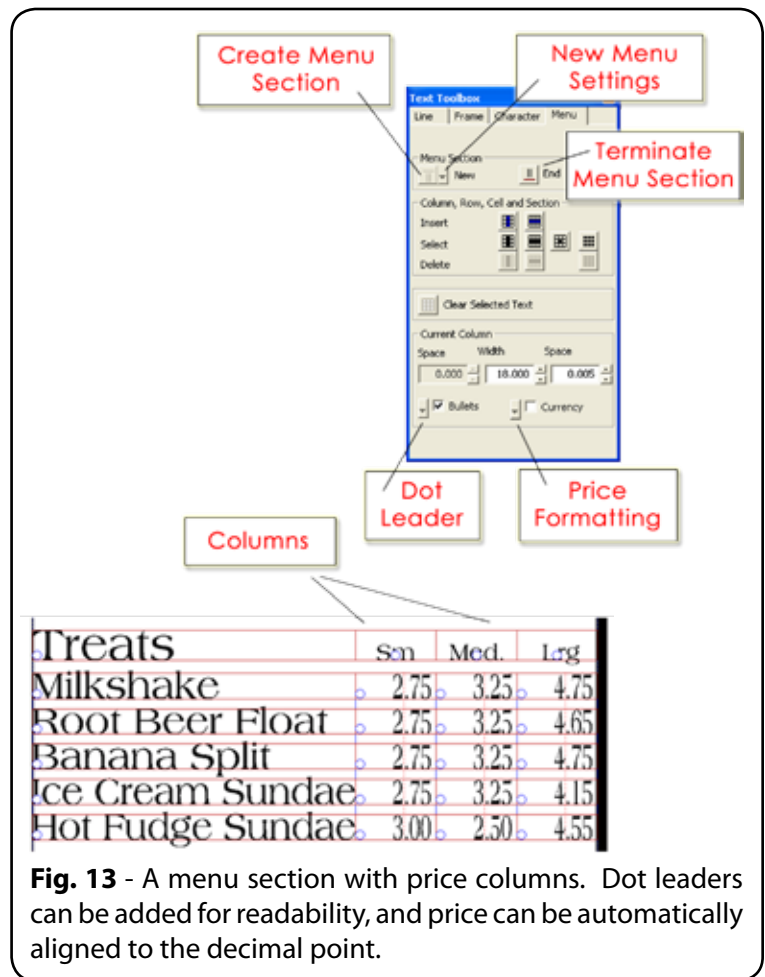 Create Menu
Section
New Menu
Settings
Text Toolbox
Line Frame Character Menu
Menu Section
New End
Terminate
Menu Section
Column, Row, Cell and Section
Insert
Select
Delete
Clear Selected Text
Current Column
Space Width Space
0.000 18.000 0.005
Bullets Currency
Dot
Leader
Price
Formatting
Columns
Treats Sm Med. Lrg
Milkshake 2.75 3.25 4.75
Root Beer Float 2.75 3.25 4.65
Banana Split 2.75 3.25 4.75
Ice Cream Sundae 2.75 3.25 4.15
Hot Fudge Sundae 3.00 2.50 4.55
Fig. 13 - A menu section with price columns. Dot leaders
can be added for readability, and price can be automatically
aligned to the decimal point.